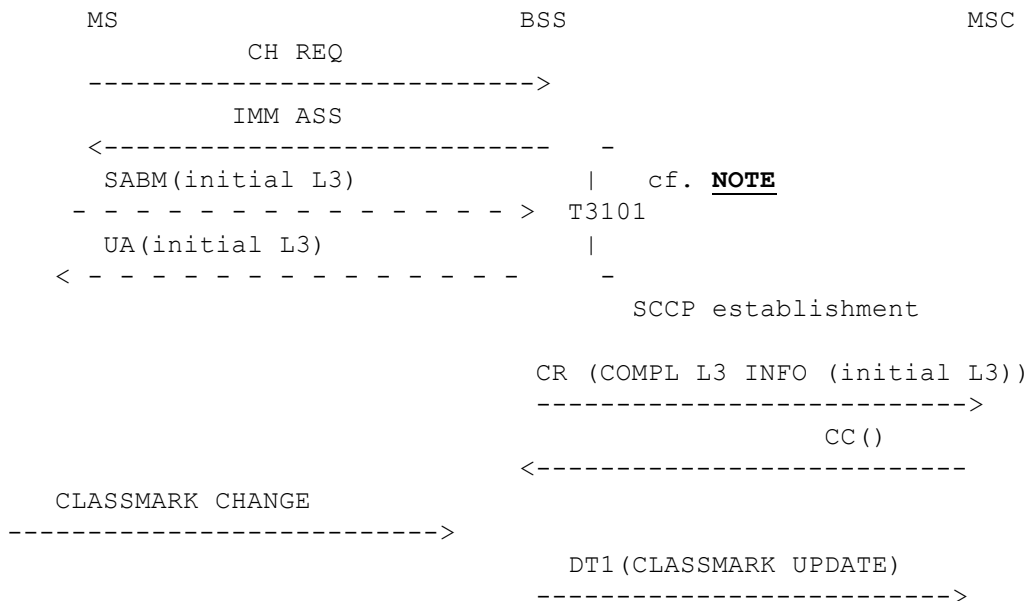 MS BSS MSC
CH REQ
--------------------------->
IMM ASS
<--------------------------- -
SABM(initial L3) | cf. NOTE
- - - - - - - - - - - - - - > T3101
UA(initial L3) |
< - - - - - - - - - - - - - - -
SCCP establishment
CR (COMPL L3 INFO (initial L3))
--------------------------->
CC()
<---------------------------
CLASSMARK CHANGE
--------------------------->
DT1(CLASSMARK UPDATE)
-------------------------->